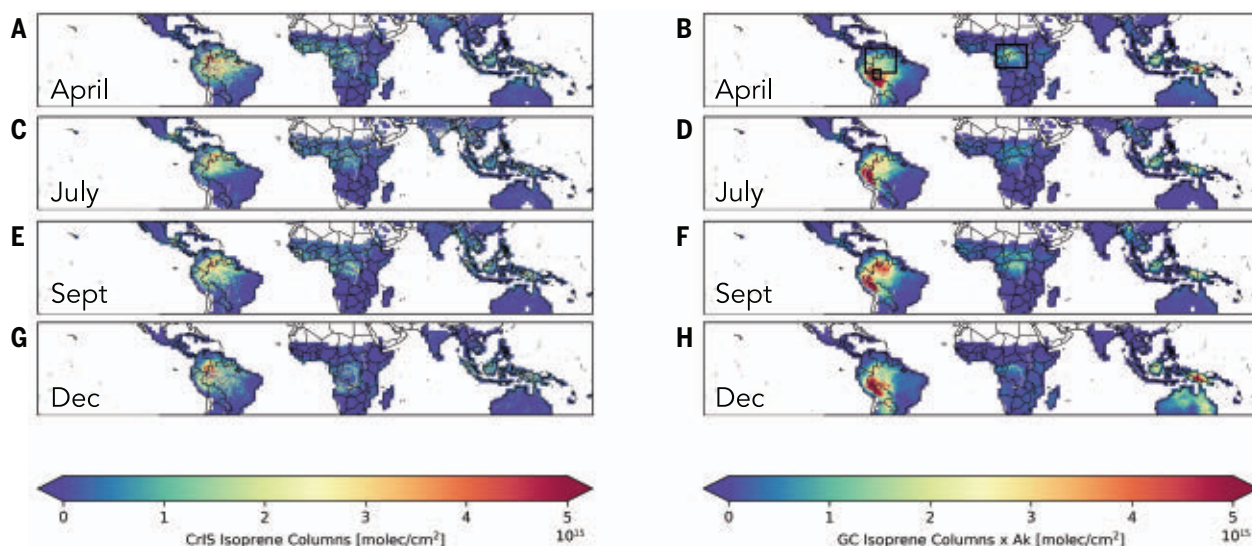 A B
April April
C D
July July
E F
Sept Sept
G H
Dec Dec
0 1 2 3 4 5 0 1 2 3 4 5
CrIS Isoprene Columns [molec/cm²] 10¹⁵ GC Isoprene Columns x Ak [molec/cm²] 10¹⁵